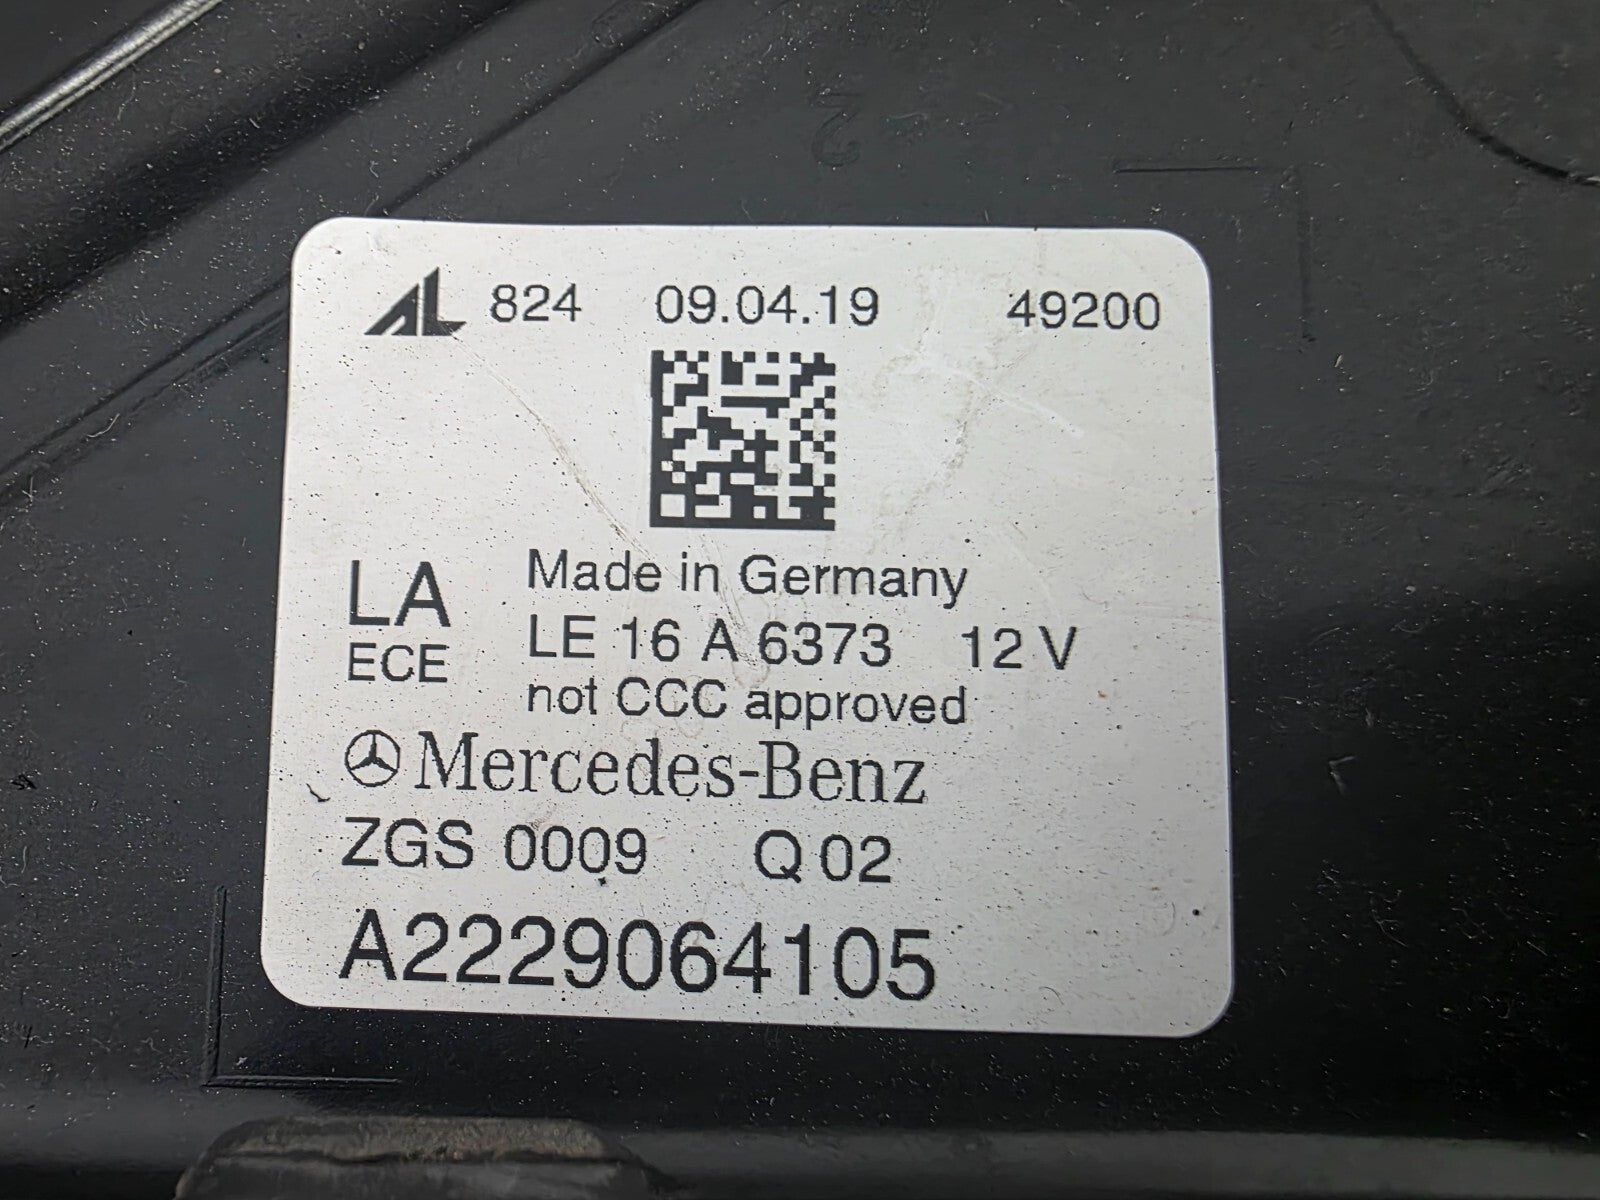 AL 824 09.04.19 49200
LA
ECE
Made in Germany
LE 16 A 6373 12 V
not CCC approved
Mercedes-Benz
ZGS 0009 Q 02
A2229064105